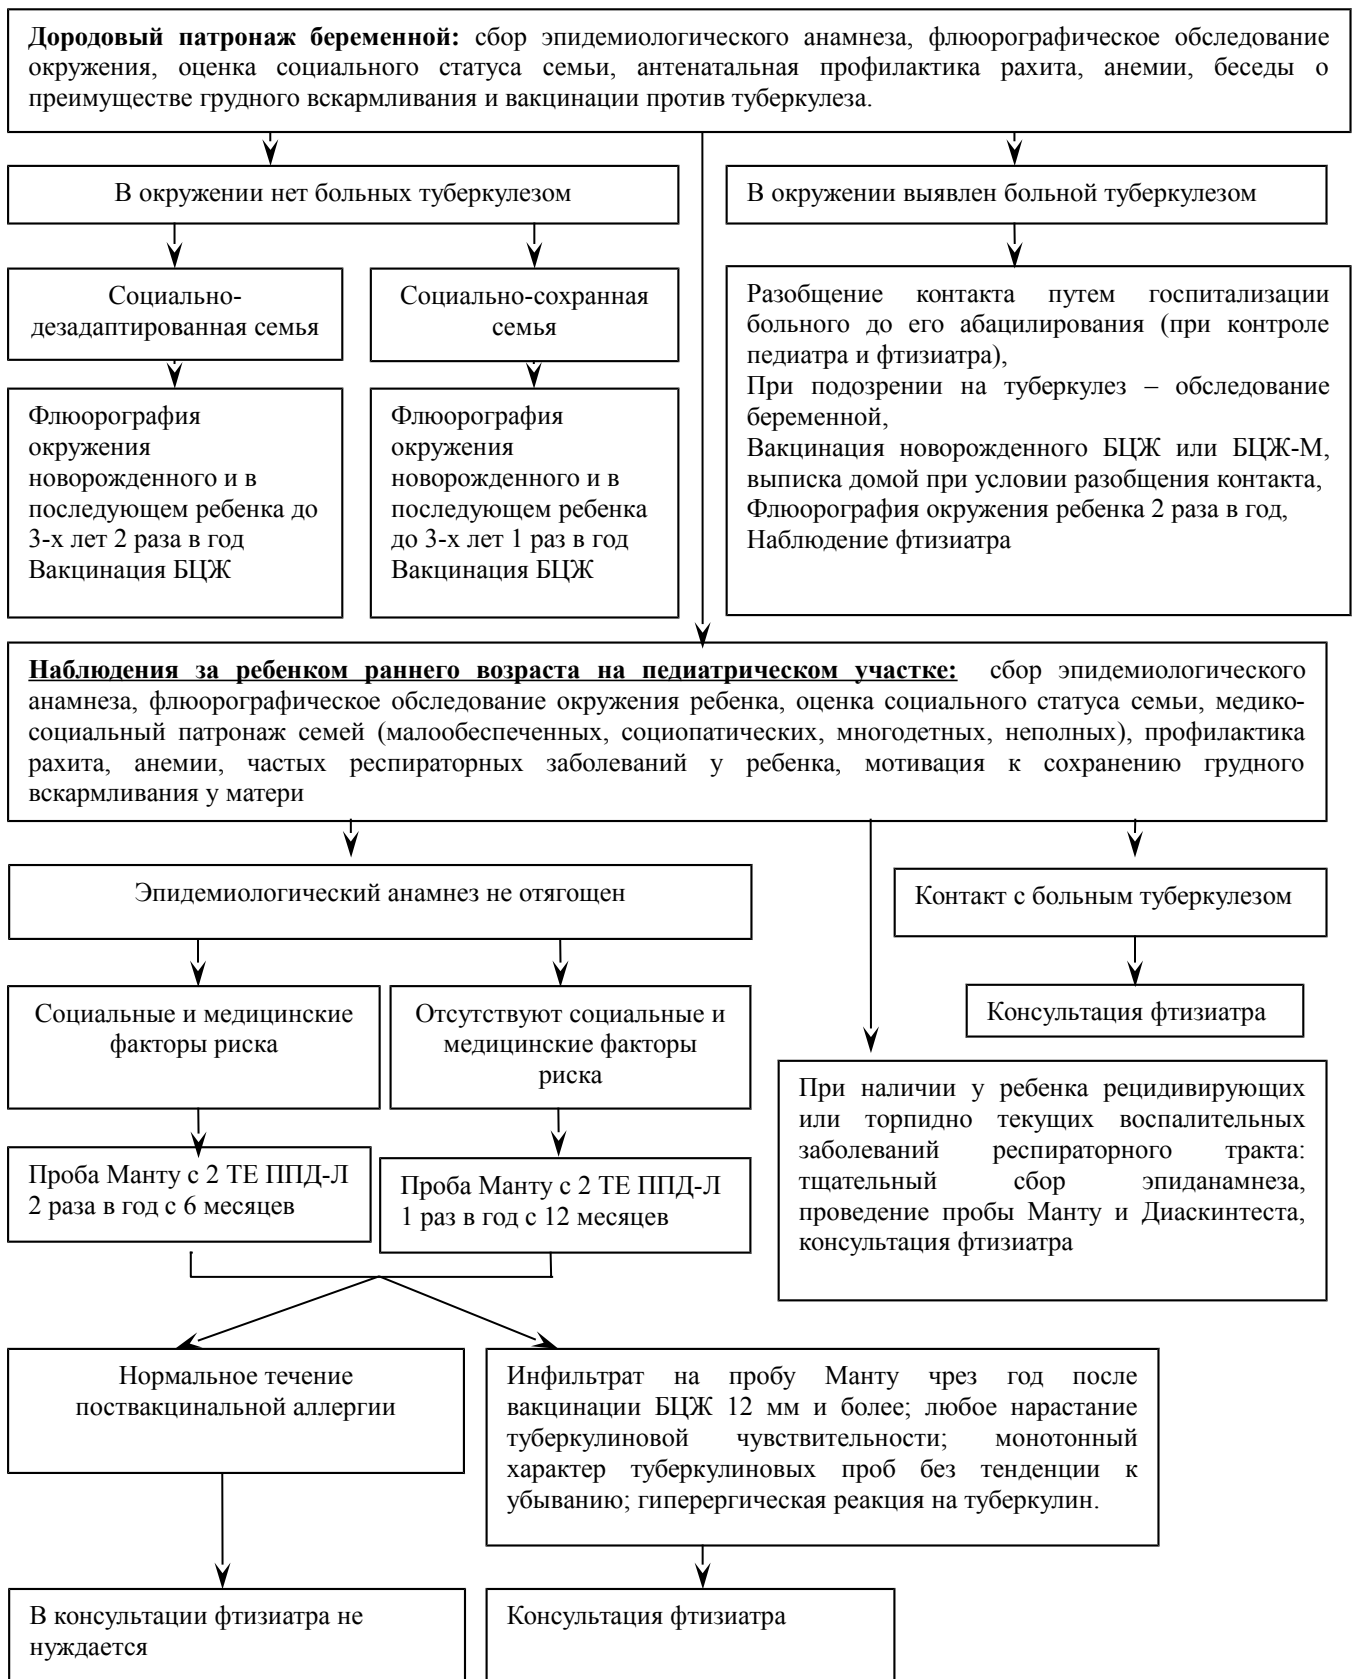 Дородовый патронаж беременной: сбор эпидемиологического анамнеза, флюорографическое обследование
окружения, оценка социального статуса семьи, антенатальная профилактика рахита, анемии, беседы о
преимуществе грудного вскармливания и вакцинации против туберкулеза.
В окружении нет больных туберкулезом
В окружении выявлен больной туберкулезом
Социально-
дезадаптированная семья
Социально-сохранная
семья
Флюорография
окружения
новорожденного и в
последующем ребенка до
3-х лет 2 раза в год
Вакцинация БЦЖ
Флюорография
окружения
новорожденного и в
последующем ребенка
до 3-х лет 1 раз в год
Вакцинация БЦЖ
Разобщение контакта путем госпитализации
больного до его абацилирования (при контроле
педиатра и фтизиатра),
При подозрении на туберкулез – обследование
беременной,
Вакцинация новорожденного БЦЖ или БЦЖ-М,
выписка домой при условии разобщения контакта,
Флюорография окружения ребенка 2 раза в год,
Наблюдение фтизиатра
Наблюдения за ребенком раннего возраста на педиатрическом участке: сбор эпидемиологического
анамнеза, флюорографическое обследование окружения ребенка, оценка социального статуса семьи, медико-
социальный патронаж семей (малообеспеченных, социопатических, многодетных, неполных), профилактика
рахита, анемии, частых респираторных заболеваний у ребенка, мотивация к сохранению грудного
вскармливания у матери
Эпидемиологический анамнез не отягощен
Контакт с больным туберкулезом
Социальные и медицинские
факторы риска
Отсутствуют социальные и
медицинские факторы
риска
Консультация фтизиатра
При наличии у ребенка рецидивирующих
или торпидно текущих воспалительных
заболеваний респираторного тракта:
тщательный сбор эпиданамнеза,
проведение пробы Манту и Диаскинтеста,
консультация фтизиатра
Проба Манту с 2 ТЕ ППД-Л
2 раза в год с 6 месяцев
Проба Манту с 2 ТЕ ППД-Л
1 раз в год с 12 месяцев
Нормальное течение
поствакцинальной аллергии
Инфильтрат на пробу Манту чрез год после
вакцинации БЦЖ 12 мм и более; любое нарастание
туберкулиновой чувствительности; монотонный
характер туберкулиновых проб без тенденции к
убыванию; гиперергическая реакция на туберкулин.
В консультации фтизиатра не
нуждается
Консультация фтизиатра